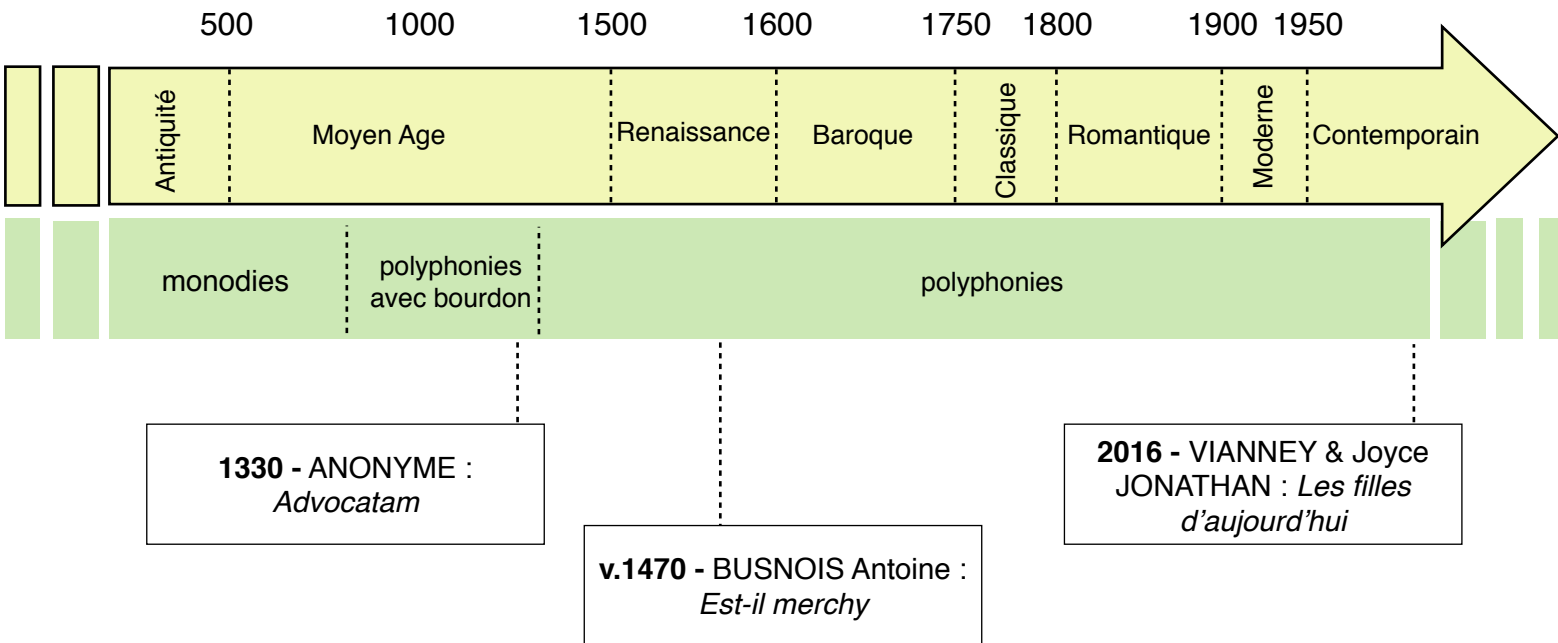 500 1000 1500 1600 1750 1800 1900 1950
Antiquité Moyen Age Renaissance Baroque Classique Romantique Moderne Contemporain
monodies
polyphonies
avec bourdon
polyphonies
1330 - ANONYME :
Advocatam
v.1470 - BUSNOIS Antoine :
Est-il merchy
2016 - VIANNEY & Joyce
JONATHAN : Les filles
d’aujourd’hui